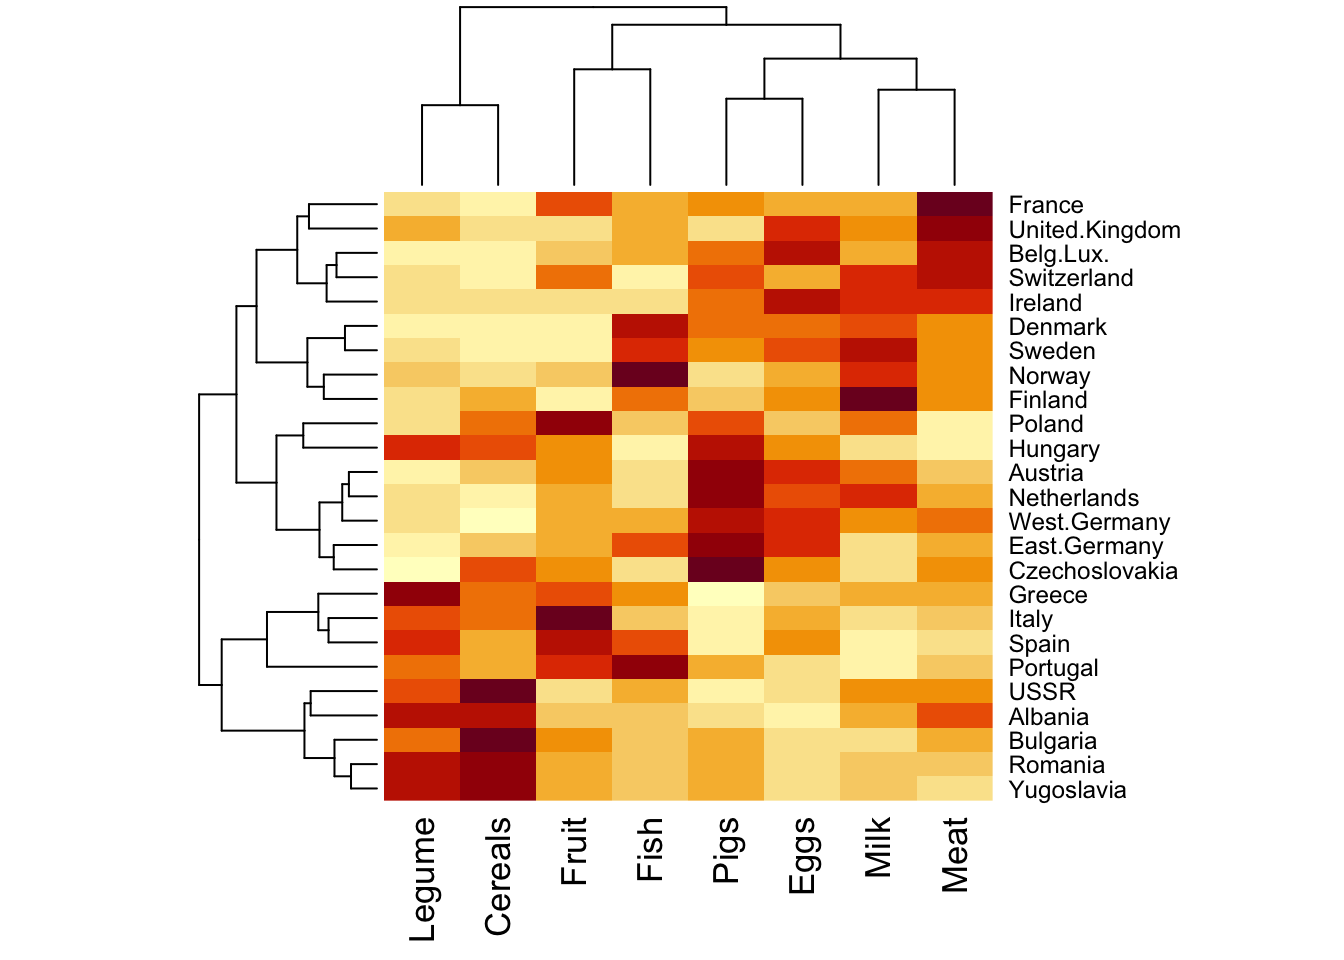 France
United.Kingdom
Belg.Lux.
Switzerland
Ireland
Denmark
Sweden
Norway
Finland
Poland
Hungary
Austria
Netherlands
West.Germany
East.Germany
Czechoslovakia
Greece
Italy
Spain
Portugal
USSR
Albania
Bulgaria
Romania
Yugoslavia
Legume
Cereals
Fruit
Fish
Pigs
Eggs
Milk
Meat